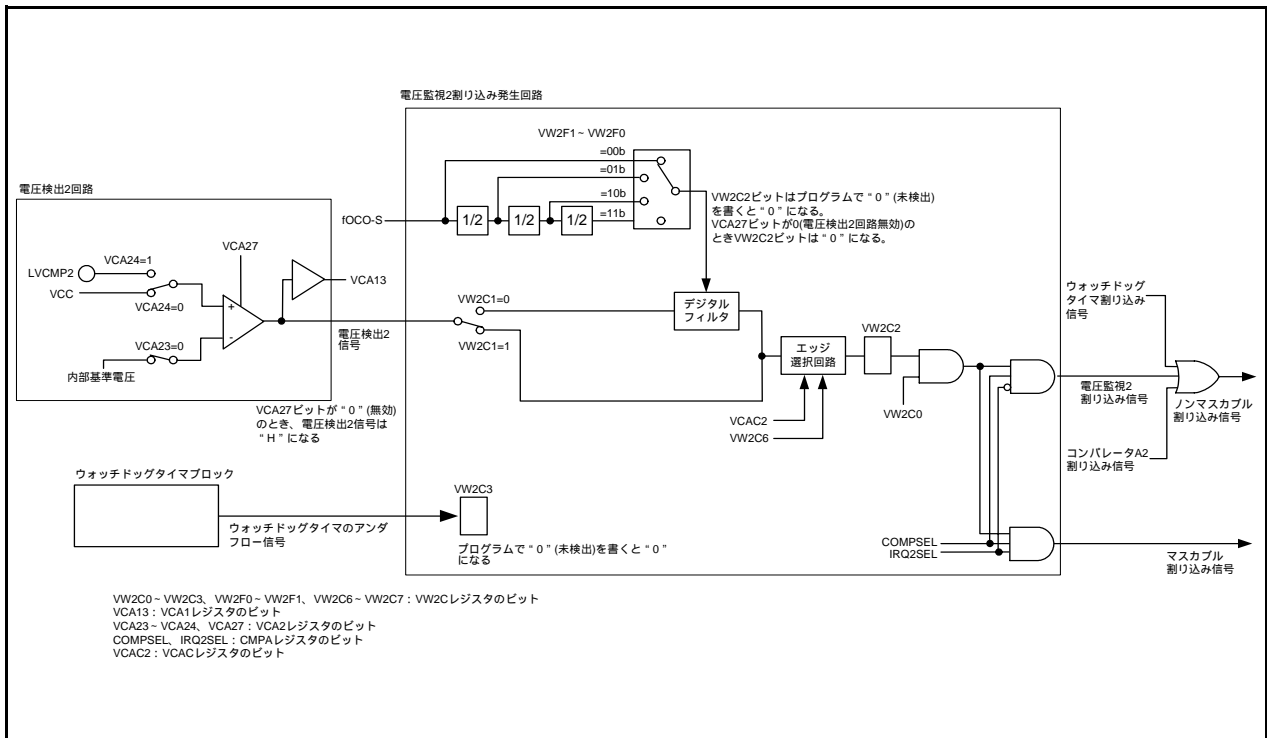 電圧監視2割り込み発生回路
VW2F1~VW2F0
=00b
=01b
=10b
=11b
fOCO-S
1/2
1/2
1/2
VW2C2ビットはプログラムで“0”(未検出)
を書くと“0”になる。
VCA27ビットが0(電圧検出2回路無効)の
ときVW2C2ビットは“0”になる。
電圧検出2回路
VCA27
VCA24=1
LVCMP2
VCC
VCA24=0
+
-
VCA23=0
内部基準電圧
VCA13
電圧検出2
信号
VCA27ビットが“0”(無効)
のとき、電圧検出2信号は
“H”になる
VW2C1=0
VW2C1=1
デジタル
フィルタ
エッジ
選択回路
VCAC2
VW2C6
VW2C2
VW2C0
ウォッチドッグ
タイマ割り込み
信号
電圧監視2
割り込み信号
ノンマスカブル
割り込み信号
コンパレータA2
割り込み信号
ウォッチドッグタイマブロック
ウォッチドッグタイマのアンダ
フロー信号
VW2C3
プログラムで“0”(未検出)を書くと“0”
になる
COMPSEL
IRQ2SEL
マスカブル
割り込み信号
VW2C0~VW2C3、VW2F0~VW2F1、VW2C6~VW2C7:VW2Cレジスタのビット
VCA13:VCA1レジスタのビット
VCA23~VCA24、VCA27:VCA2レジスタのビット
COMPSEL、IRQ2SEL:CMPAレジスタのビット
VCAC2:VCACレジスタのビット